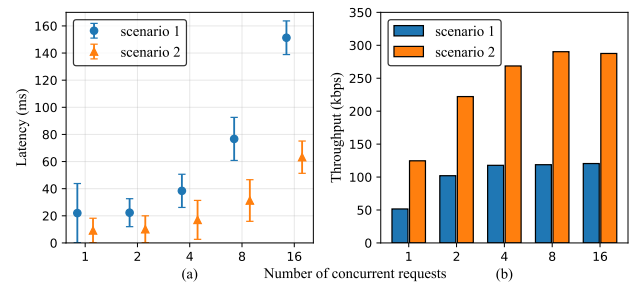 160
140
120
100
80
60
40
20
0
Latency (ms)
scenario 1
scenario 2
1 2 4 8 16
(a)
350
300
250
200
150
100
50
0
Throughput (kbps)
scenario 1
scenario 2
1 2 4 8 16
(b)
Number of concurrent requests